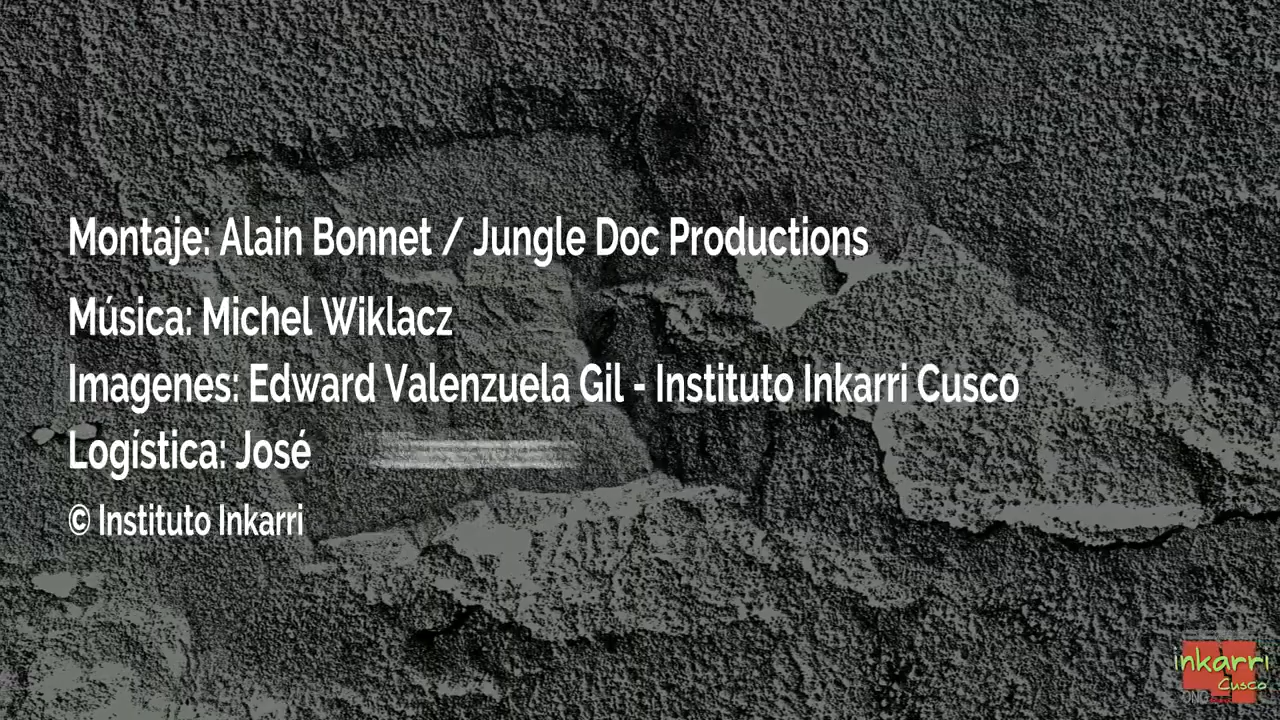 Montaje: Alain Bonnet / Jungle Doc Productions
Música: Michel Wiklacz
Imagenes: Edward Valenzuela Gil - Instituto Inkarri Cusco
Logística: José
© Instituto Inkarri
inkarri
Cusco
ONG